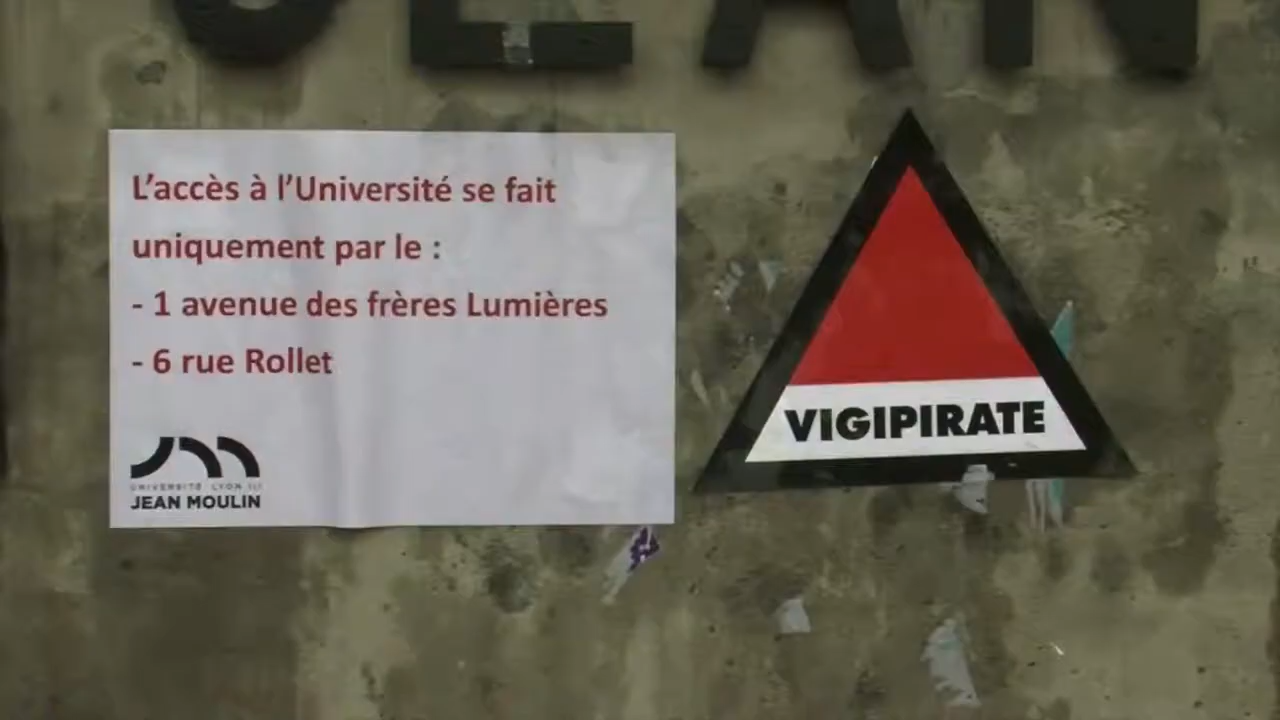 JEAN
L'accès à l'Université se fait
uniquement par le :
- 1 avenue des frères Lumières
- 6 rue Rollet
UNIVERSITÉ LYON III
JEAN MOULIN
VIGIPIRATE